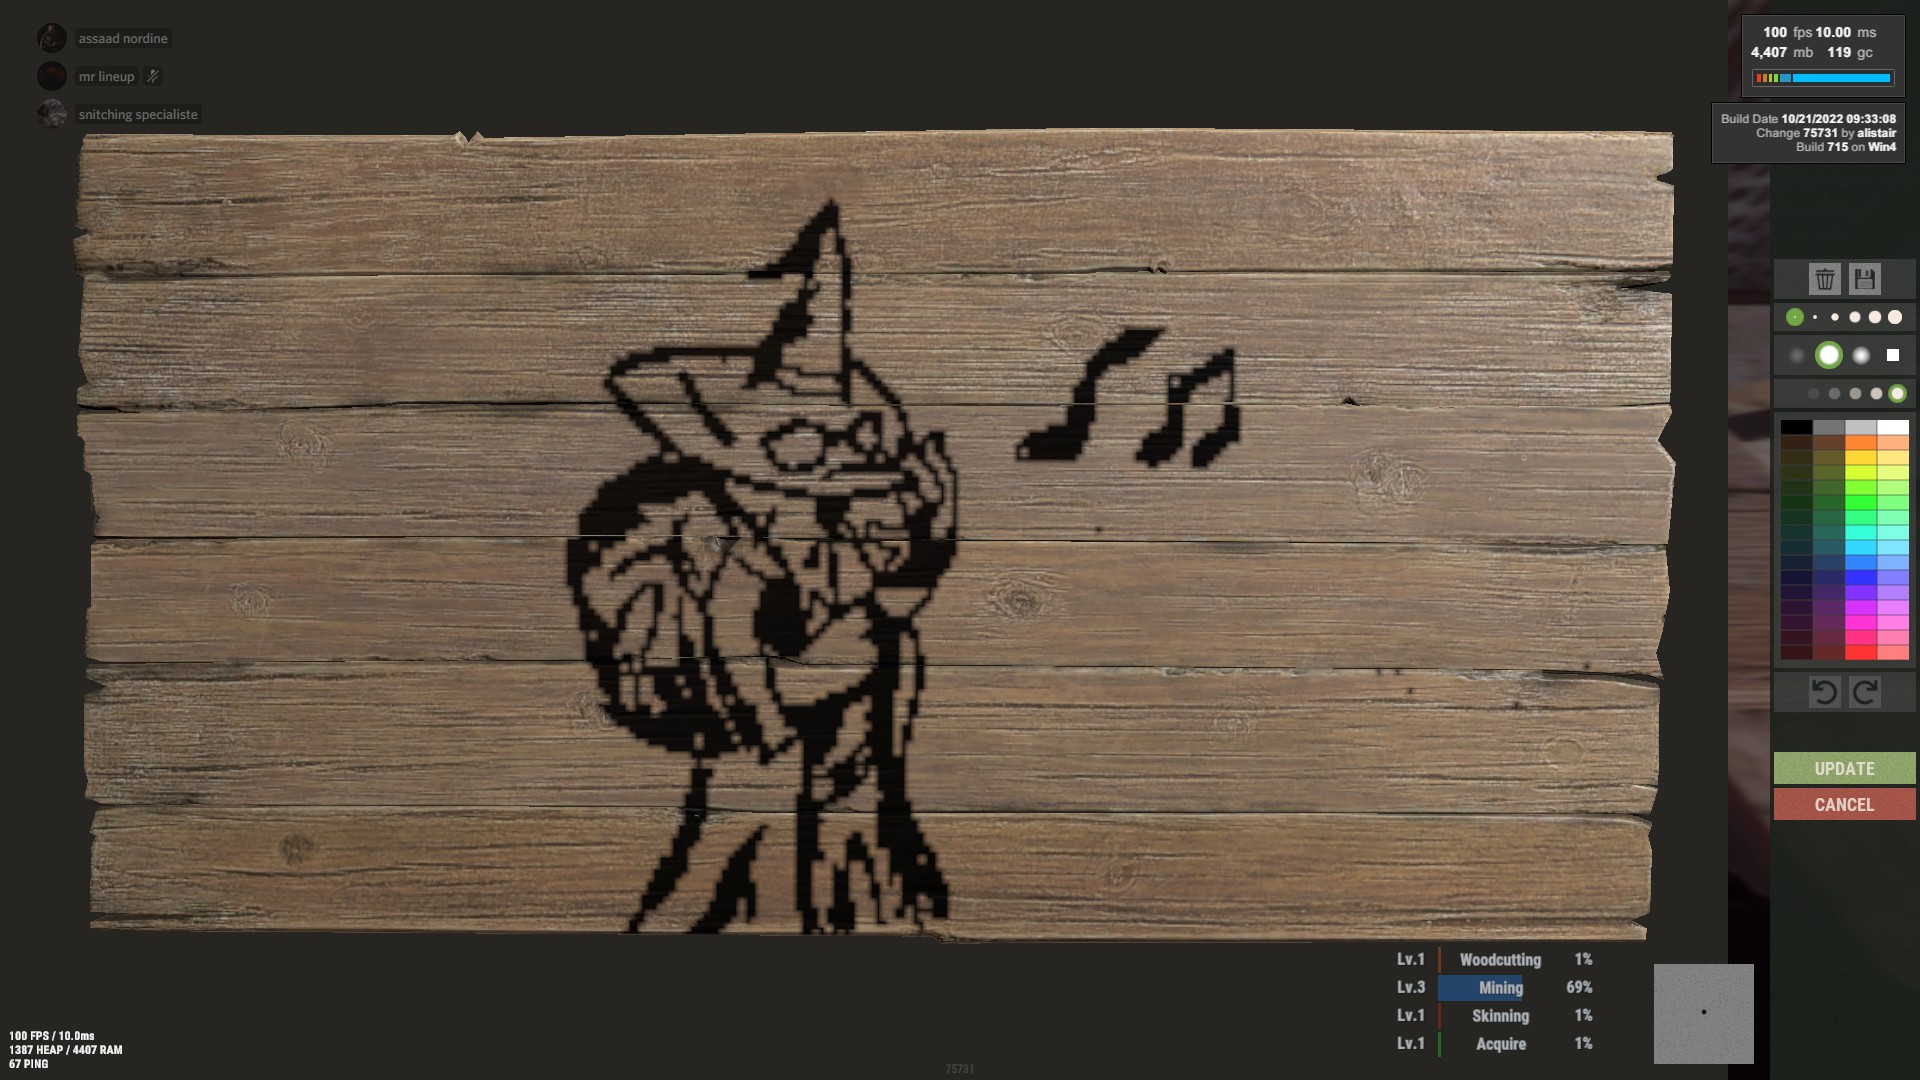 assaad nordine
mr lineup
snitching specialiste
100 fps 10.00 ms
4,407 mb 119 gc
Build Date 10/21/2022 09:33:08
Change 75731 by alistair
Build 715 on Win4
UPDATE
CANCEL
Lv.1 Woodcutting 1%
Lv.3 Mining 69%
Lv.1 Skinning 1%
Lv.1 Acquire 1%
100 FPS / 10.0ms
1387 HEAP / 4407 RAM
67 PING
75731